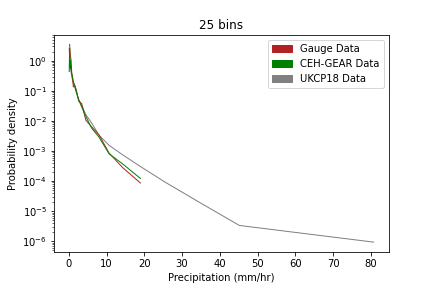 25 bins
Gauge Data
CEH-GEAR Data
UKCP18 Data
Probability density
10⁰
10⁻¹
10⁻²
10⁻³
10⁻⁴
10⁻⁵
10⁻⁶
0 10 20 30 40 50 60 70 80
Precipitation (mm/hr)